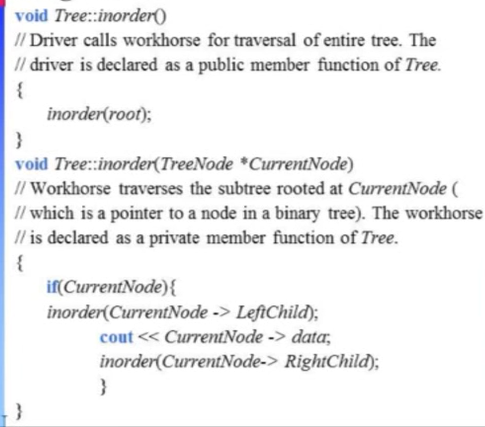 void Tree::inorder()
// Driver calls workhorse for traversal of entire tree. The
// driver is declared as a public member function of Tree.
{
inorder(root);
}
void Tree::inorder(TreeNode *CurrentNode)
// Workhorse traverses the subtree rooted at CurrentNode (
// which is a pointer to a node in a binary tree). The workhorse
// is declared as a private member function of Tree.
{
if(CurrentNode){
inorder(CurrentNode -> LeftChild);
cout << CurrentNode -> data;
inorder(CurrentNode-> RightChild);
}
}